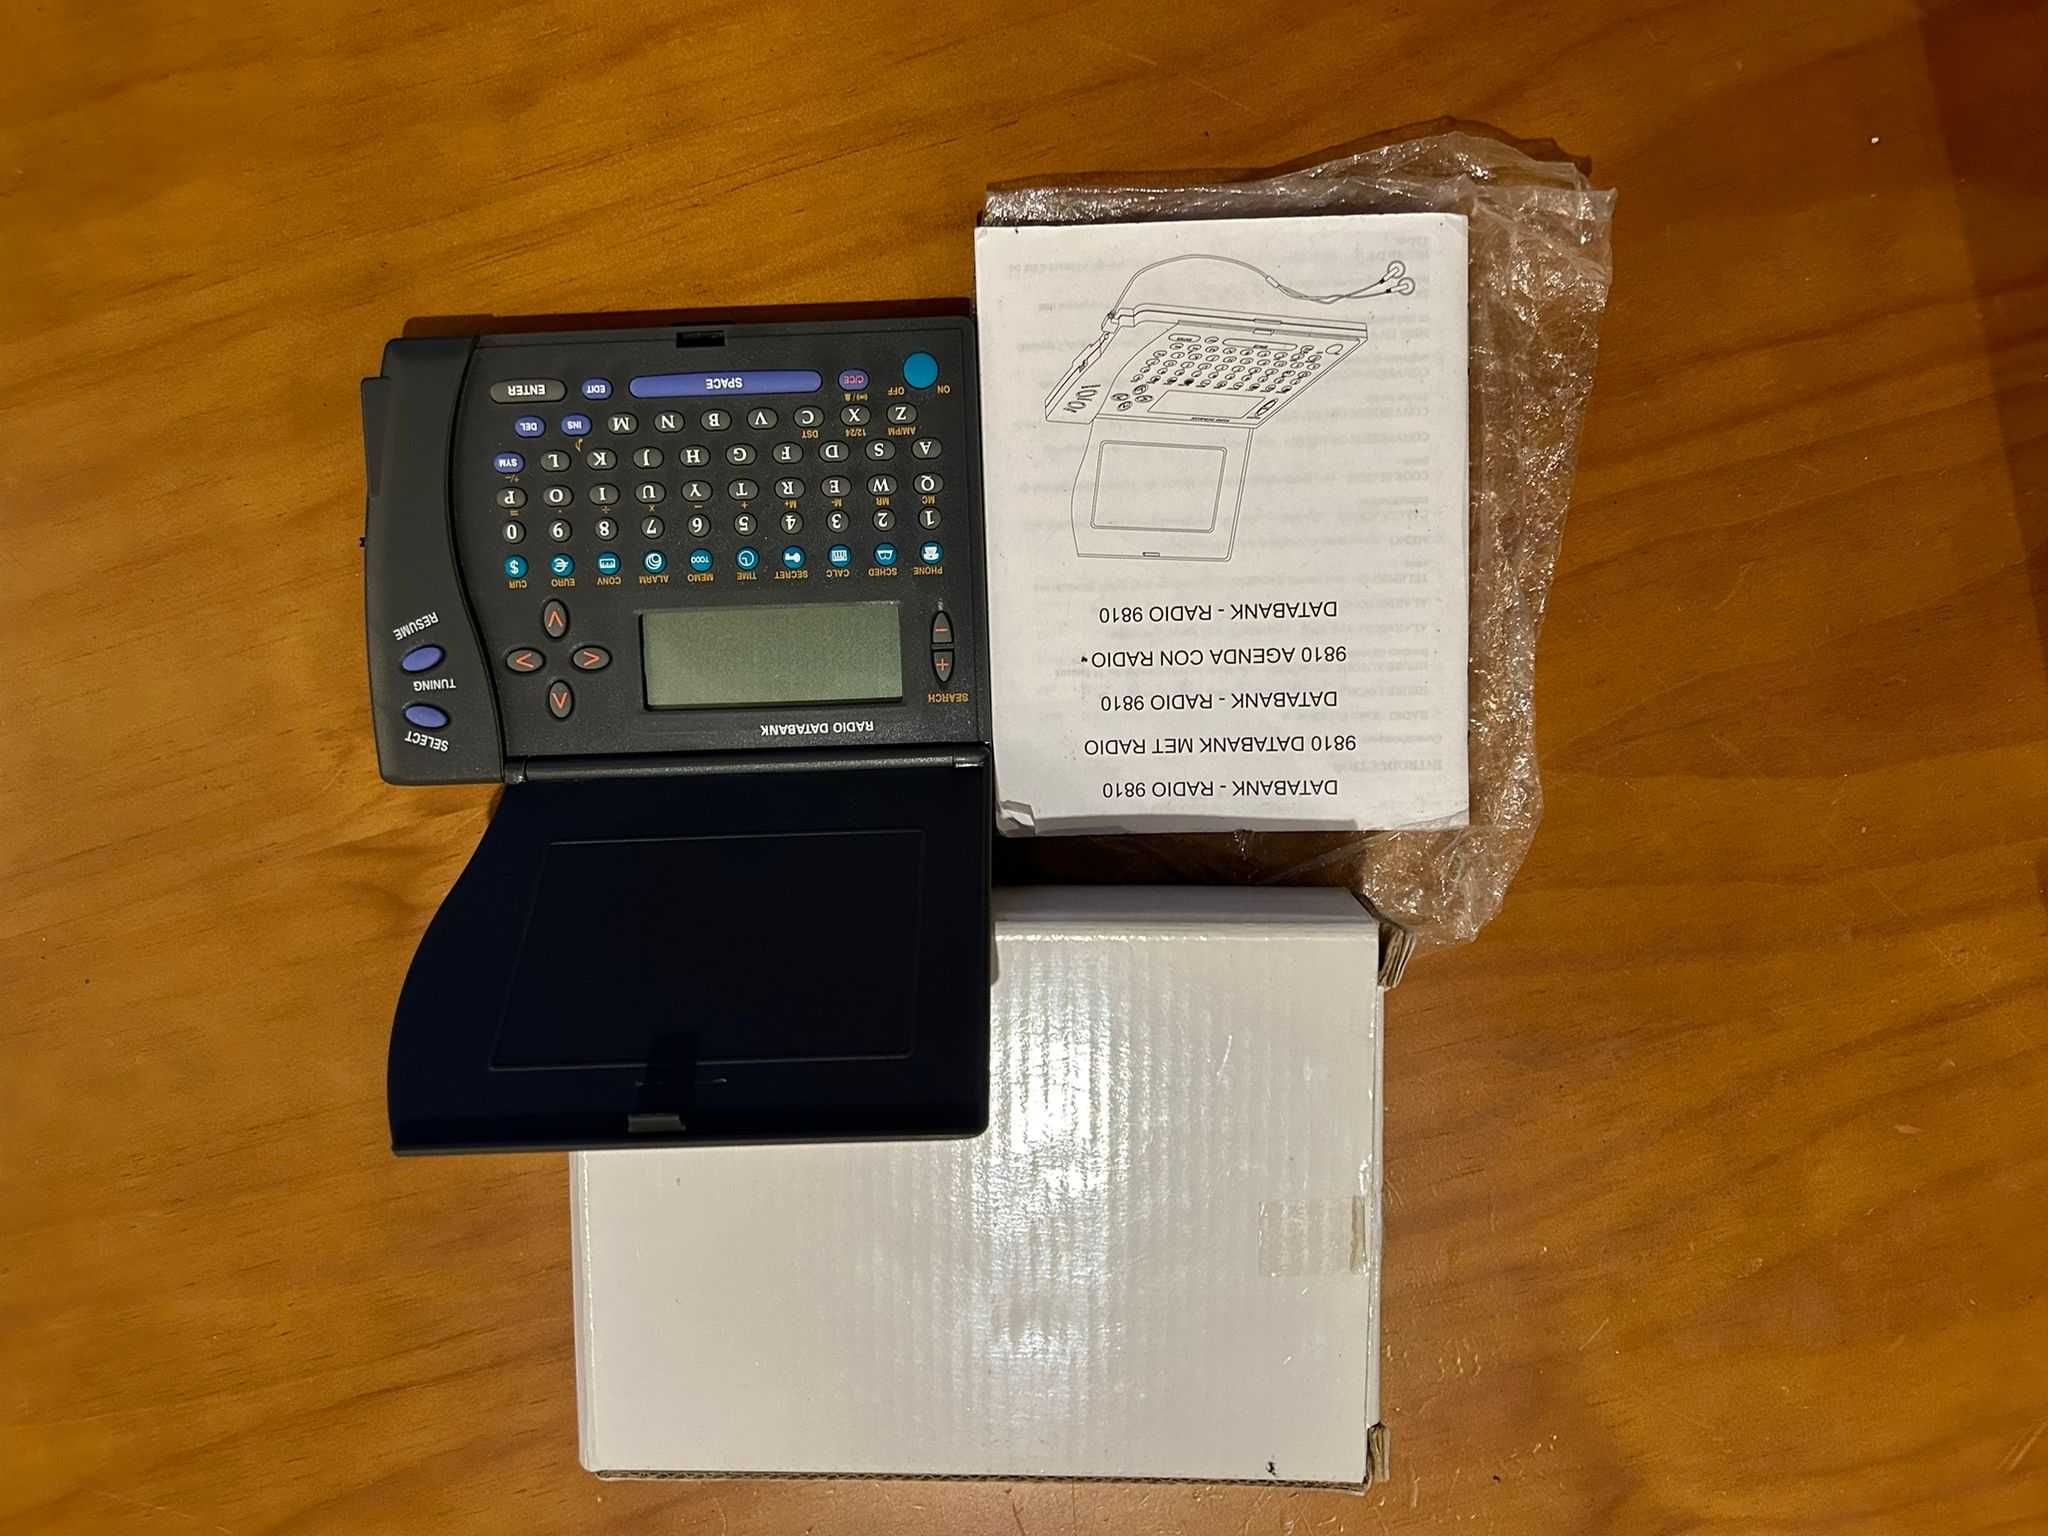 RADIO DATABANK
SEARCH
+ −
SELECT
TUNING
RESUME
PHONE SCHED CALC SECRET TIME MEMO ALARM CONV EURO CUR
TODO € $
1 2 3 4 5 6 7 8 9 0
MC MR M- M+ + − × ÷ . =
Q W E R T Y U I O P
+/−
A S D F G H J K L SYM
AM/PM 12/24 DST
Z X C V B N M INS DEL
ON OFF C/CE SPACE EDIT ENTER
DATABANK - RADIO 9810
9810 DATABANK MET RADIO
DATABANK - RADIO 9810
9810 AGENDA CON RADIO
DATABANK - RADIO 9810